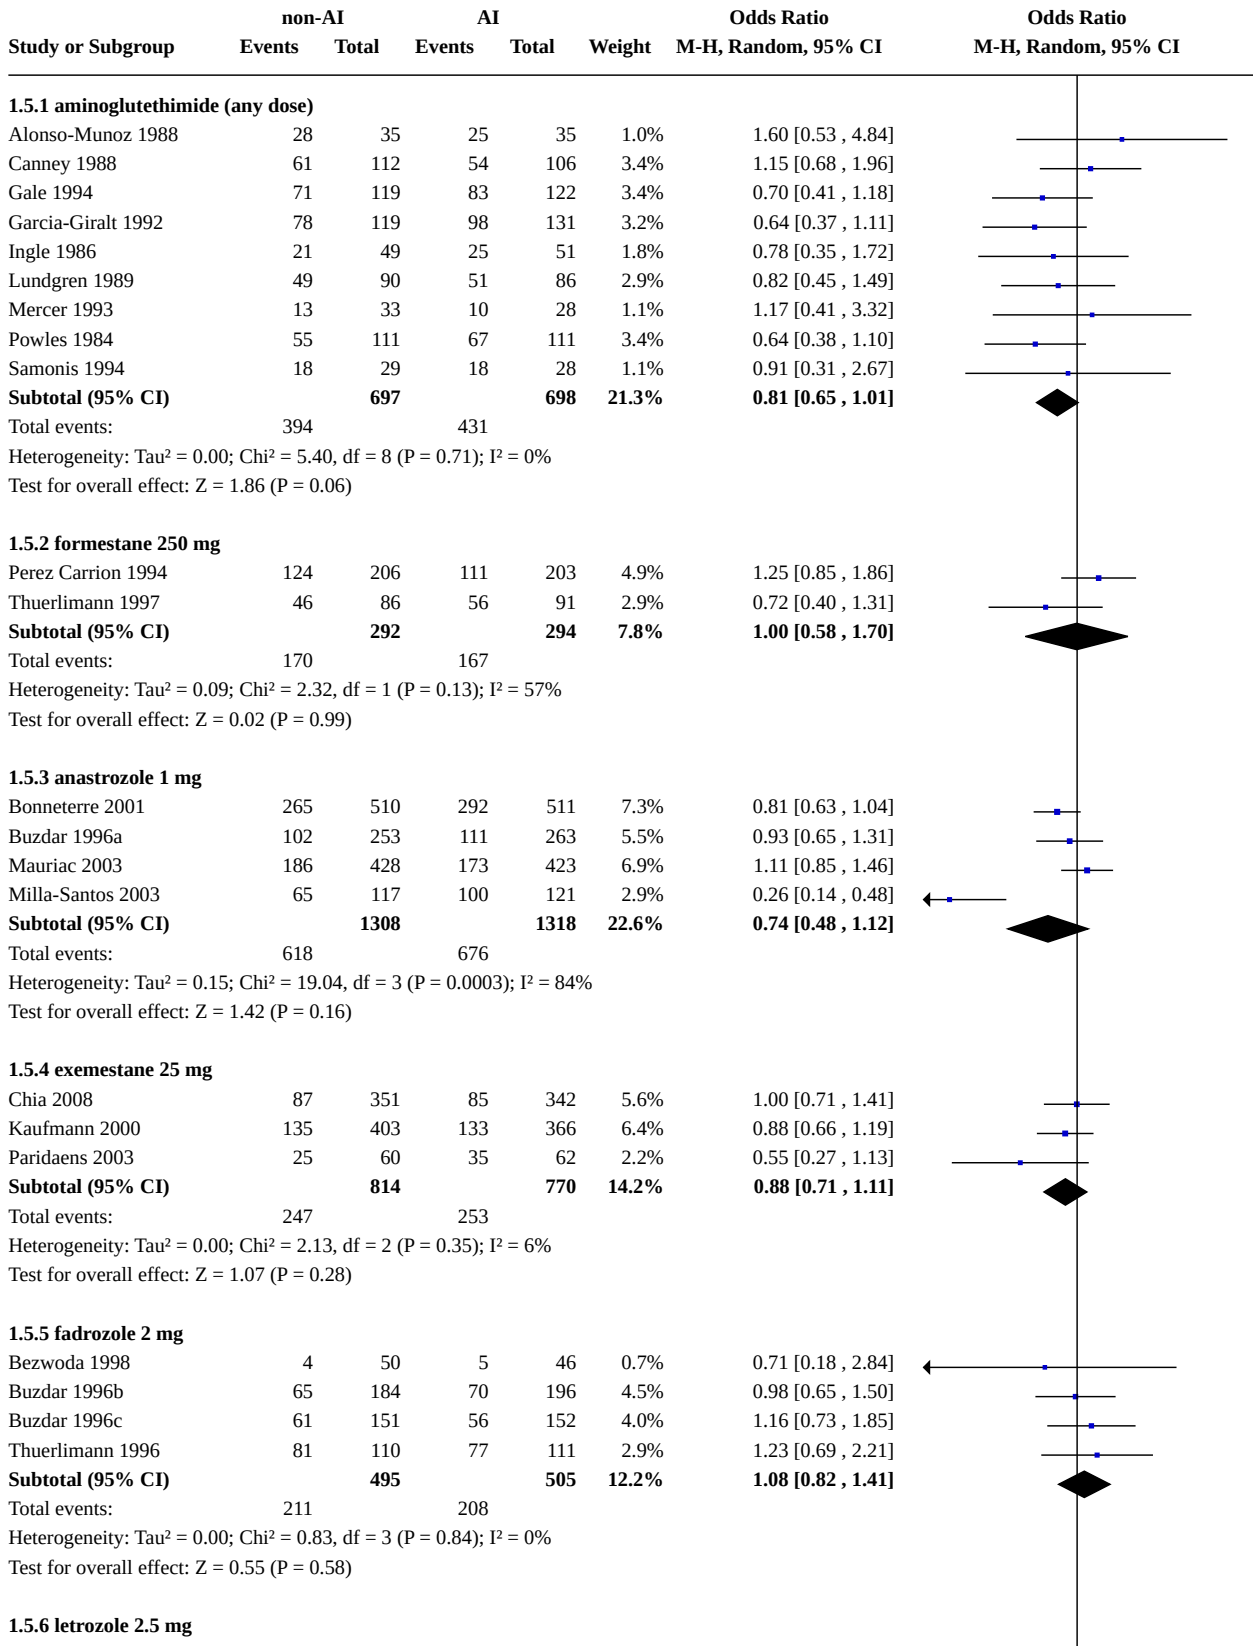 non-AI AI Odds Ratio Odds Ratio
Study or Subgroup Events Total Events Total Weight M-H, Random, 95% CI M-H, Random, 95% CI
1.5.1 aminoglutethimide (any dose)
Alonso-Munoz 1988 28 35 25 35 1.0% 1.60 [0.53 , 4.84]
Canney 1988 61 112 54 106 3.4% 1.15 [0.68 , 1.96]
Gale 1994 71 119 83 122 3.4% 0.70 [0.41 , 1.18]
Garcia-Giralt 1992 78 119 98 131 3.2% 0.64 [0.37 , 1.11]
Ingle 1986 21 49 25 51 1.8% 0.78 [0.35 , 1.72]
Lundgren 1989 49 90 51 86 2.9% 0.82 [0.45 , 1.49]
Mercer 1993 13 33 10 28 1.1% 1.17 [0.41 , 3.32]
Powles 1984 55 111 67 111 3.4% 0.64 [0.38 , 1.10]
Samonis 1994 18 29 18 28 1.1% 0.91 [0.31 , 2.67]
Subtotal (95% CI) 697 698 21.3% 0.81 [0.65 , 1.01]
Total events: 394 431
Heterogeneity: Tau² = 0.00; Chi² = 5.40, df = 8 (P = 0.71); I² = 0%
Test for overall effect: Z = 1.86 (P = 0.06)
1.5.2 formestane 250 mg
Perez Carrion 1994 124 206 111 203 4.9% 1.25 [0.85 , 1.86]
Thuerlimann 1997 46 86 56 91 2.9% 0.72 [0.40 , 1.31]
Subtotal (95% CI) 292 294 7.8% 1.00 [0.58 , 1.70]
Total events: 170 167
Heterogeneity: Tau² = 0.09; Chi² = 2.32, df = 1 (P = 0.13); I² = 57%
Test for overall effect: Z = 0.02 (P = 0.99)
1.5.3 anastrozole 1 mg
Bonneterre 2001 265 510 292 511 7.3% 0.81 [0.63 , 1.04]
Buzdar 1996a 102 253 111 263 5.5% 0.93 [0.65 , 1.31]
Mauriac 2003 186 428 173 423 6.9% 1.11 [0.85 , 1.46]
Milla-Santos 2003 65 117 100 121 2.9% 0.26 [0.14 , 0.48]
Subtotal (95% CI) 1308 1318 22.6% 0.74 [0.48 , 1.12]
Total events: 618 676
Heterogeneity: Tau² = 0.15; Chi² = 19.04, df = 3 (P = 0.0003); I² = 84%
Test for overall effect: Z = 1.42 (P = 0.16)
1.5.4 exemestane 25 mg
Chia 2008 87 351 85 342 5.6% 1.00 [0.71 , 1.41]
Kaufmann 2000 135 403 133 366 6.4% 0.88 [0.66 , 1.19]
Paridaens 2003 25 60 35 62 2.2% 0.55 [0.27 , 1.13]
Subtotal (95% CI) 814 770 14.2% 0.88 [0.71 , 1.11]
Total events: 247 253
Heterogeneity: Tau² = 0.00; Chi² = 2.13, df = 2 (P = 0.35); I² = 6%
Test for overall effect: Z = 1.07 (P = 0.28)
1.5.5 fadrozole 2 mg
Bezwoda 1998 4 50 5 46 0.7% 0.71 [0.18 , 2.84]
Buzdar 1996b 65 184 70 196 4.5% 0.98 [0.65 , 1.50]
Buzdar 1996c 61 151 56 152 4.0% 1.16 [0.73 , 1.85]
Thuerlimann 1996 81 110 77 111 2.9% 1.23 [0.69 , 2.21]
Subtotal (95% CI) 495 505 12.2% 1.08 [0.82 , 1.41]
Total events: 211 208
Heterogeneity: Tau² = 0.00; Chi² = 0.83, df = 3 (P = 0.84); I² = 0%
Test for overall effect: Z = 0.55 (P = 0.58)
1.5.6 letrozole 2.5 mg